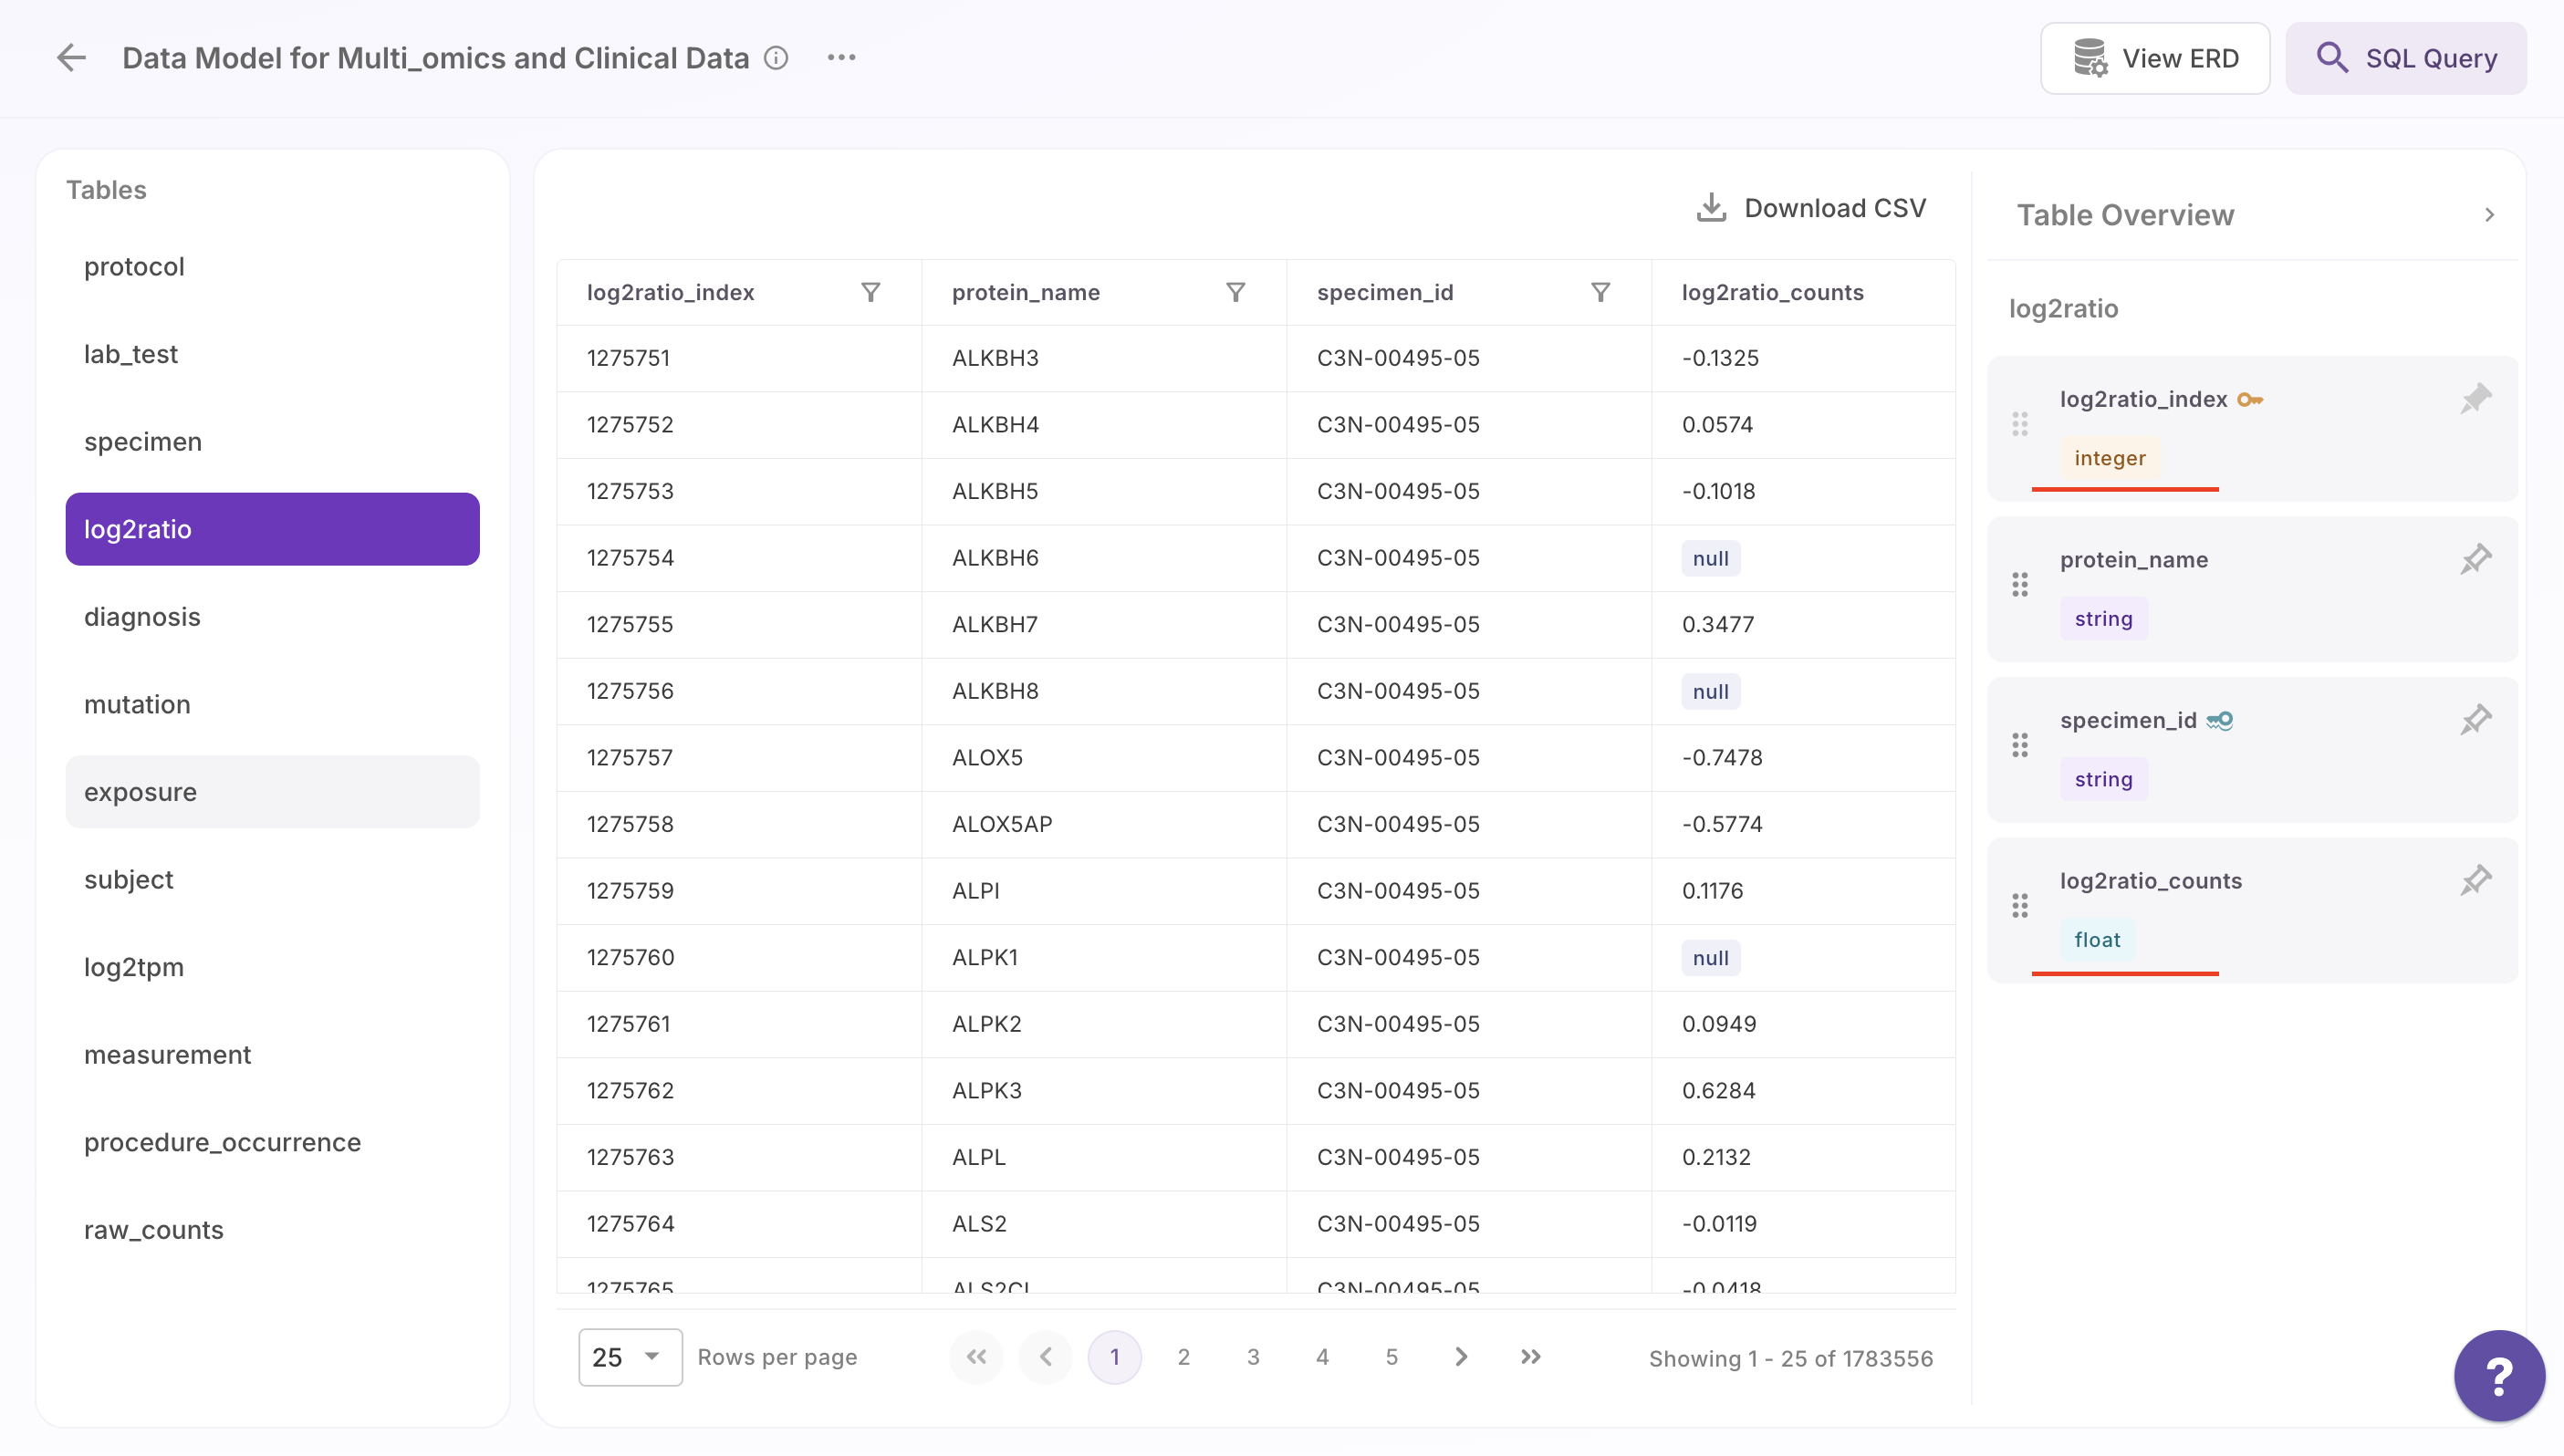 Data Model for Multi_omics and Clinical Data
View ERD
SQL Query
Tables
protocol
lab_test
specimen
log2ratio
diagnosis
mutation
exposure
subject
log2tpm
measurement
procedure_occurrence
raw_counts
Download CSV
log2ratio_index protein_name specimen_id log2ratio_counts
1275751 ALKBH3 C3N-00495-05 -0.1325
1275752 ALKBH4 C3N-00495-05 0.0574
1275753 ALKBH5 C3N-00495-05 -0.1018
1275754 ALKBH6 C3N-00495-05 null
1275755 ALKBH7 C3N-00495-05 0.3477
1275756 ALKBH8 C3N-00495-05 null
1275757 ALOX5 C3N-00495-05 -0.7478
1275758 ALOX5AP C3N-00495-05 -0.5774
1275759 ALPI C3N-00495-05 0.1176
1275760 ALPK1 C3N-00495-05 null
1275761 ALPK2 C3N-00495-05 0.0949
1275762 ALPK3 C3N-00495-05 0.6284
1275763 ALPL C3N-00495-05 0.2132
1275764 ALS2 C3N-00495-05 -0.0119
1275765 ALS2CL C3N-00495-05 -0.0418
25 Rows per page 1 2 3 4 5 Showing 1 - 25 of 1783556
Table Overview
log2ratio
log2ratio_index
integer
protein_name
string
specimen_id
string
log2ratio_counts
float
?